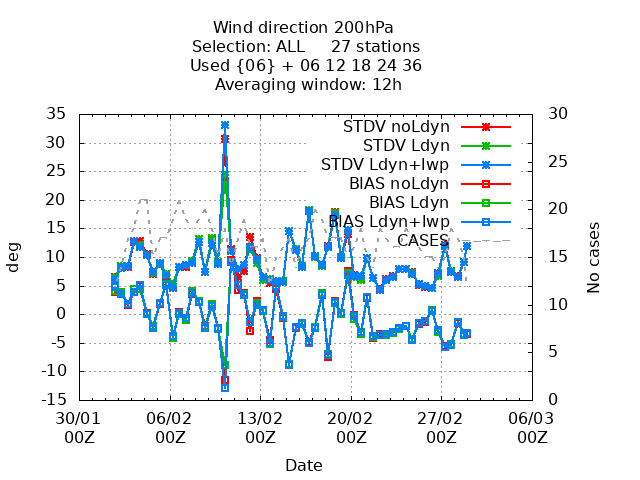 Wind direction 200hPa
Selection: ALL     27 stations
Used {06} + 06 12 18 24 36
Averaging window: 12h
35
30
25
20
15
10
5
0
-5
-10
-15
deg
30
25
20
15
10
5
0
No cases
STDV noLdyn
STDV Ldyn
STDV Ldyn+lwp
BIAS noLdyn
BIAS Ldyn
BIAS Ldyn+lwp
CASES
30/01 06/02 13/02 20/02 27/02 06/03
00Z 00Z 00Z 00Z 00Z 00Z
Date